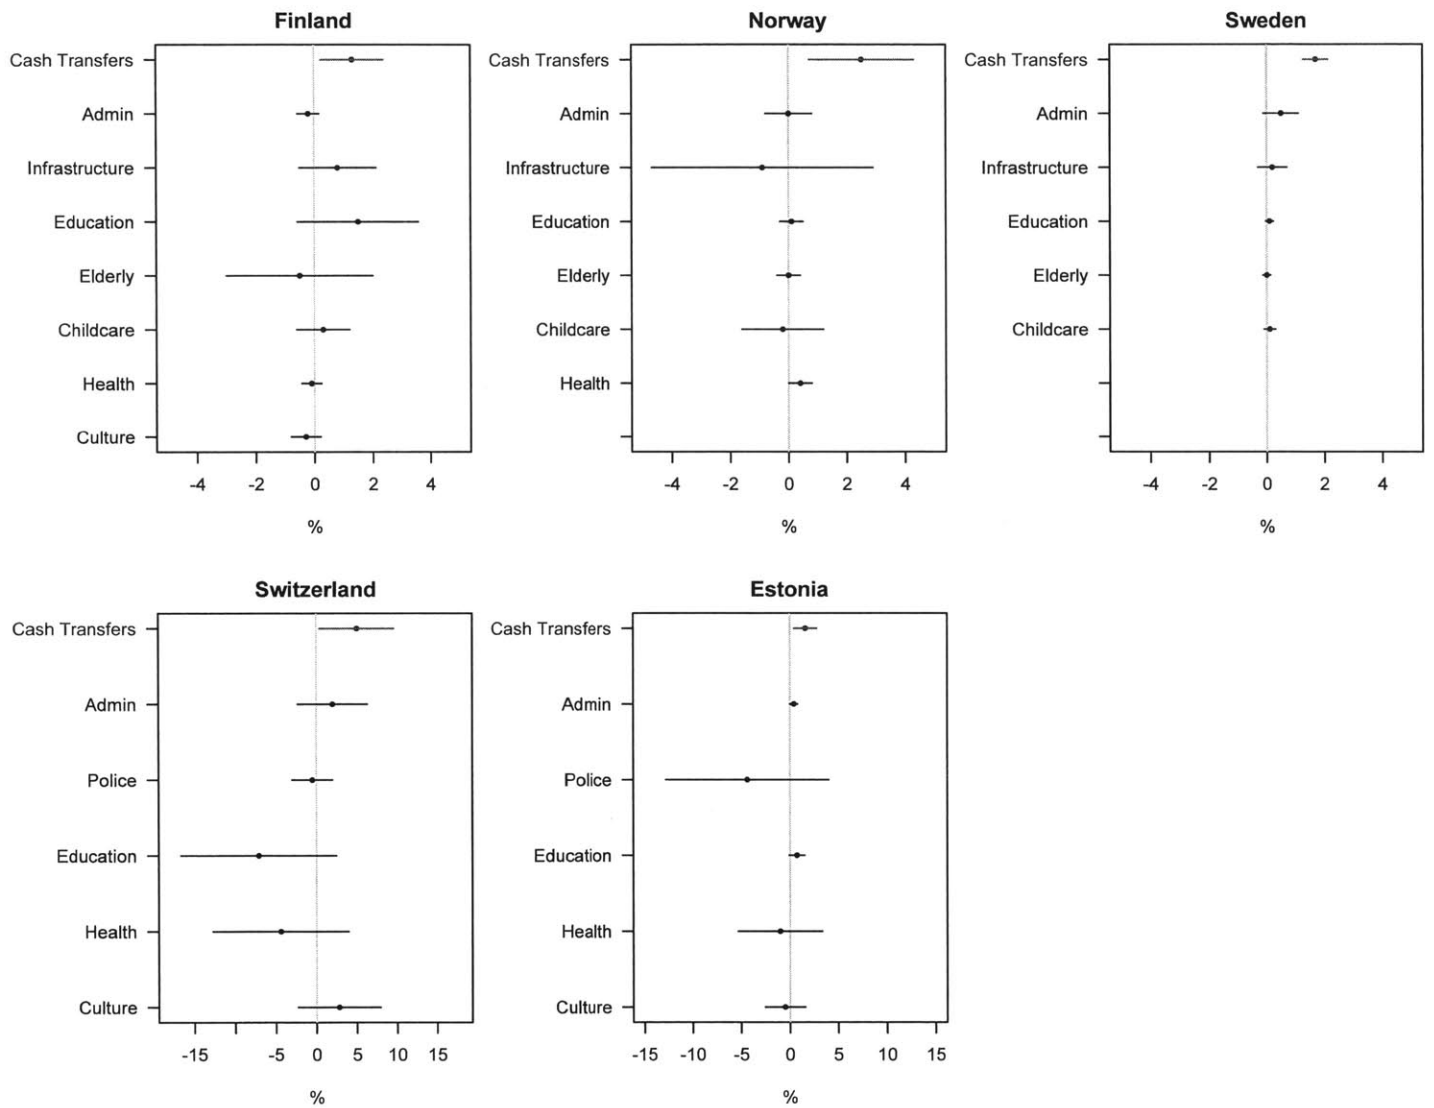 Finland
Cash Transfers
Admin
Infrastructure
Education
Elderly
Childcare
Health
Culture
-4 -2 0 2 4
%
Norway
Cash Transfers
Admin
Infrastructure
Education
Elderly
Childcare
Health
-4 -2 0 2 4
%
Sweden
Cash Transfers
Admin
Infrastructure
Education
Elderly
Childcare
-4 -2 0 2 4
%
Switzerland
Cash Transfers
Admin
Police
Education
Health
Culture
-15 -5 0 5 10 15
%
Estonia
Cash Transfers
Admin
Police
Education
Health
Culture
-15 -10 -5 0 5 10 15
%